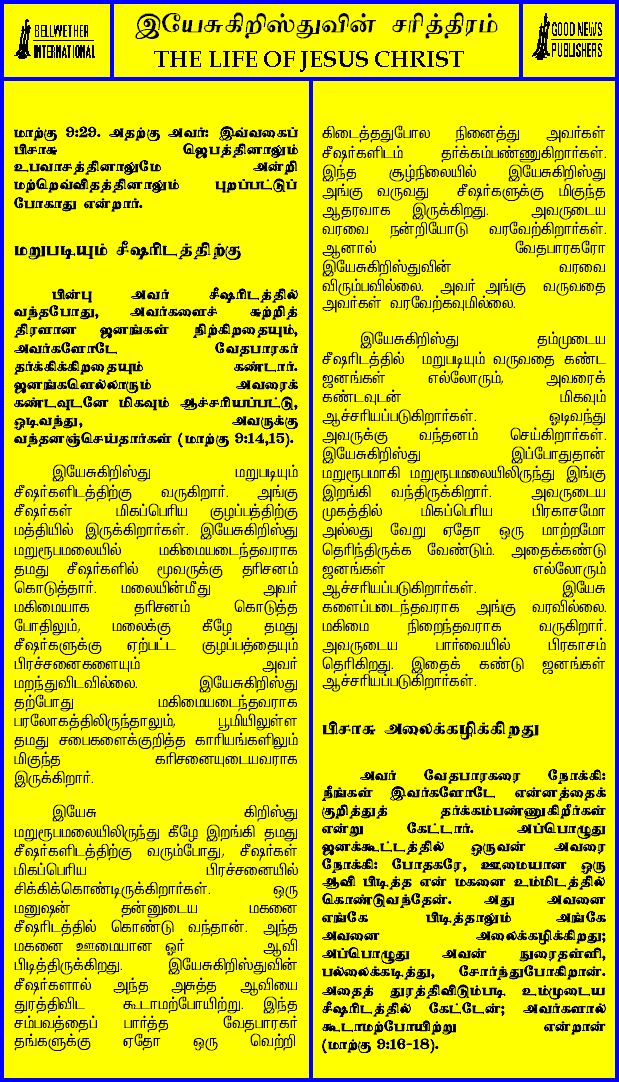 BELLWETHER
INTERNATIONAL
இயேசுகிறிஸ்துவின் சரித்திரம்
THE LIFE OF JESUS CHRIST
GOOD NEWS
PUBLISHERS
மாற்கு 9:29. அதற்கு அவர்: இவ்வகைப்
பிசாசு ஜெபத்தினாலும்
உபவாசத்தினாலுமே அன்றி
மற்றெவ்விதத்தினாலும் புறப்பட்டுப்
போகாது என்றார்.
மறுபடியும் சீஷரிடத்திற்கு
பின்பு அவர் சீஷரிடத்தில்
வந்தபோது, அவர்களைச் சுற்றித்
திரளான ஜனங்கள் நிற்கிறதையும்,
அவர்களோடே வேதபாரகர்
தர்க்கிக்கிறதையும் கண்டார்.
ஜனங்களெல்லாரும் அவரைக்
கண்டவுடனே மிகவும் ஆச்சரியப்பட்டு,
ஓடிவந்து, அவருக்கு
வந்தனஞ்செய்தார்கள் (மாற்கு 9:14,15).
இயேசுகிறிஸ்து மறுபடியும்
சீஷர்களிடத்திற்கு வருகிறார். அங்கு
சீஷர்கள் மிகப்பெரிய குழப்பத்திற்கு
மத்தியில் இருக்கிறார்கள். இயேசுகிறிஸ்து
மறுரூபமலையில் மகிமையடைந்தவராக
தமது சீஷர்களில் மூவருக்கு தரிசனம்
கொடுத்தார். மலையின்மீது அவர்
மகிமையாக தரிசனம் கொடுத்த
போதிலும், மலைக்கு கீழே தமது
சீஷர்களுக்கு ஏற்பட்ட குழப்பத்தையும்
பிரச்சனைகளையும் அவர்
மறந்துவிடவில்லை. இயேசுகிறிஸ்து
தற்போது மகிமையடைந்தவராக
பரலோகத்திலிருந்தாலும், பூமியிலுள்ள
தமது சபைகளைக்குறித்த காரியங்களிலும்
மிகுந்த கரிசனையுடையவராக
இருக்கிறார்.
இயேசு கிறிஸ்து
மறுரூபமலையிலிருந்து கீழே இறங்கி தமது
சீஷர்களிடத்திற்கு வரும்போது, சீஷர்கள்
மிகப்பெரிய பிரச்சனையில்
சிக்கிக்கொண்டிருக்கிறார்கள். ஒரு
மனுஷன் தன்னுடைய மகனை
சீஷரிடத்தில் கொண்டு வந்தான். அந்த
மகனை ஊமையான ஓர் ஆவி
பிடித்திருக்கிறது. இயேசுகிறிஸ்துவின்
சீஷர்களால் அந்த அசுத்த ஆவியை
துரத்திவிட கூடாமற்போயிற்று. இந்த
சம்பவத்தைப் பார்த்த வேதபாரகர்
தங்களுக்கு ஏதோ ஒரு வெற்றி
கிடைத்ததுபோல நினைத்து அவர்கள்
சீஷர்களிடம் தர்க்கம்பண்ணுகிறார்கள்.
இந்த சூழ்நிலையில் இயேசுகிறிஸ்து
அங்கு வருவது சீஷர்களுக்கு மிகுந்த
ஆதரவாக இருக்கிறது. அவருடைய
வரவை நன்றியோடு வரவேற்கிறார்கள்.
ஆனால் வேதபாரகரோ
இயேசுகிறிஸ்துவின் வரவை
விரும்பவில்லை. அவர் அங்கு வருவதை
அவர்கள் வரவேற்கவுமில்லை.
இயேசுகிறிஸ்து தம்முடைய
சீஷரிடத்தில் மறுபடியும் வருவதை கண்ட
ஜனங்கள் எல்லோரும், அவரைக்
கண்டவுடன் மிகவும்
ஆச்சரியப்படுகிறார்கள். ஓடிவந்து
அவருக்கு வந்தனம் செய்கிறார்கள்.
இயேசுகிறிஸ்து இப்போதுதான்
மறுரூபமாகி மறுரூபமலையிலிருந்து இங்கு
இறங்கி வந்திருக்கிறார். அவருடைய
முகத்தில் மிகப்பெரிய பிரகாசமோ
அல்லது வேறு ஏதோ ஒரு மாற்றமோ
தெரிந்திருக்க வேண்டும். அதைக்கண்டு
ஜனங்கள் எல்லோரும்
ஆச்சரியப்படுகிறார்கள். இயேசு
களைப்படைந்தவராக அங்கு வரவில்லை.
மகிமை நிறைந்தவராக வருகிறார்.
அவருடைய பார்வையில் பிரகாசம்
தெரிகிறது. இதைக் கண்டு ஜனங்கள்
ஆச்சரியப்படுகிறார்கள்.
பிசாசு அலைக்கழிக்கிறது
அவர் வேதபாரகரை நோக்கி:
நீங்கள் இவர்களோடே என்னத்தைக்
குறித்துத் தர்க்கம்பண்ணுகிறீர்கள்
என்று கேட்டார். அப்பொழுது
ஜனக்கூட்டத்தில் ஒருவன் அவரை
நோக்கி: போதகரே, ஊமையான ஒரு
ஆவி பிடித்த என் மகனை உம்மிடத்தில்
கொண்டுவந்தேன். அது அவனை
எங்கே பிடித்தாலும் அங்கே
அவனை அலைக்கழிக்கிறது;
அப்பொழுது அவன் நுரைதள்ளி,
பல்லைக்கடித்து, சோர்ந்துபோகிறான்.
அதைத் துரத்திவிடும்படி உம்முடைய
சீஷரிடத்தில் கேட்டேன்; அவர்களால்
கூடாமற்போயிற்று என்றான்
(மாற்கு 9:16-18).